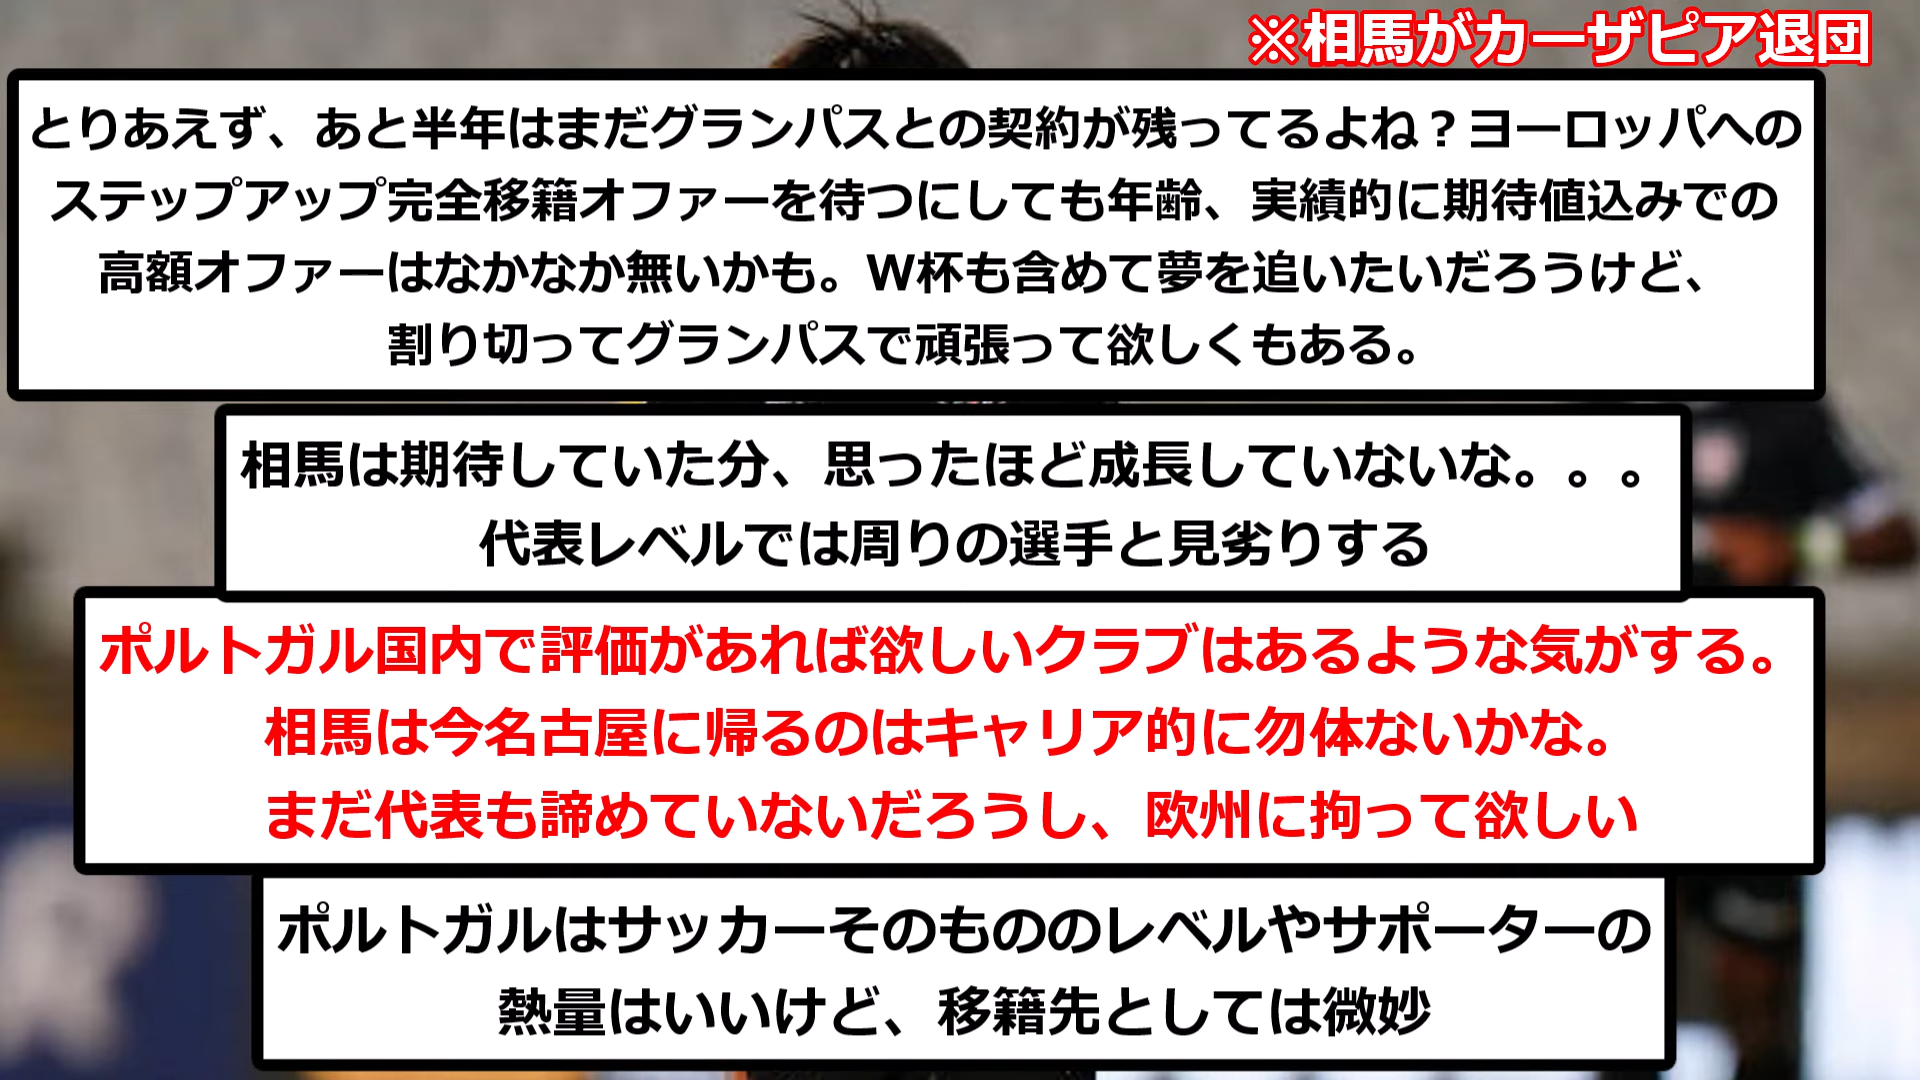 ※相馬がカーザピア退団
とりあえず、あと半年はまだグランパスとの契約が残ってるよね？ヨーロッパへの
ステップアップ完全移籍オファーを待つにしても年齢、実績的に期待値込みでの
高額オファーはなかなか無いかも。W杯も含めて夢を追いたいだろうけど、
割り切ってグランパスで頑張って欲しくもある。
相馬は期待していた分、思ったほど成長していないな。。。
代表レベルでは周りの選手と見劣りする
ポルトガル国内で評価があれば欲しいクラブはあるような気がする。
相馬は今名古屋に帰るのはキャリア的に勿体ないかな。
まだ代表も諦めていないだろうし、欧州に拘って欲しい
ポルトガルはサッカーそのもののレベルやサポーターの
熱量はいいけど、移籍先としては微妙